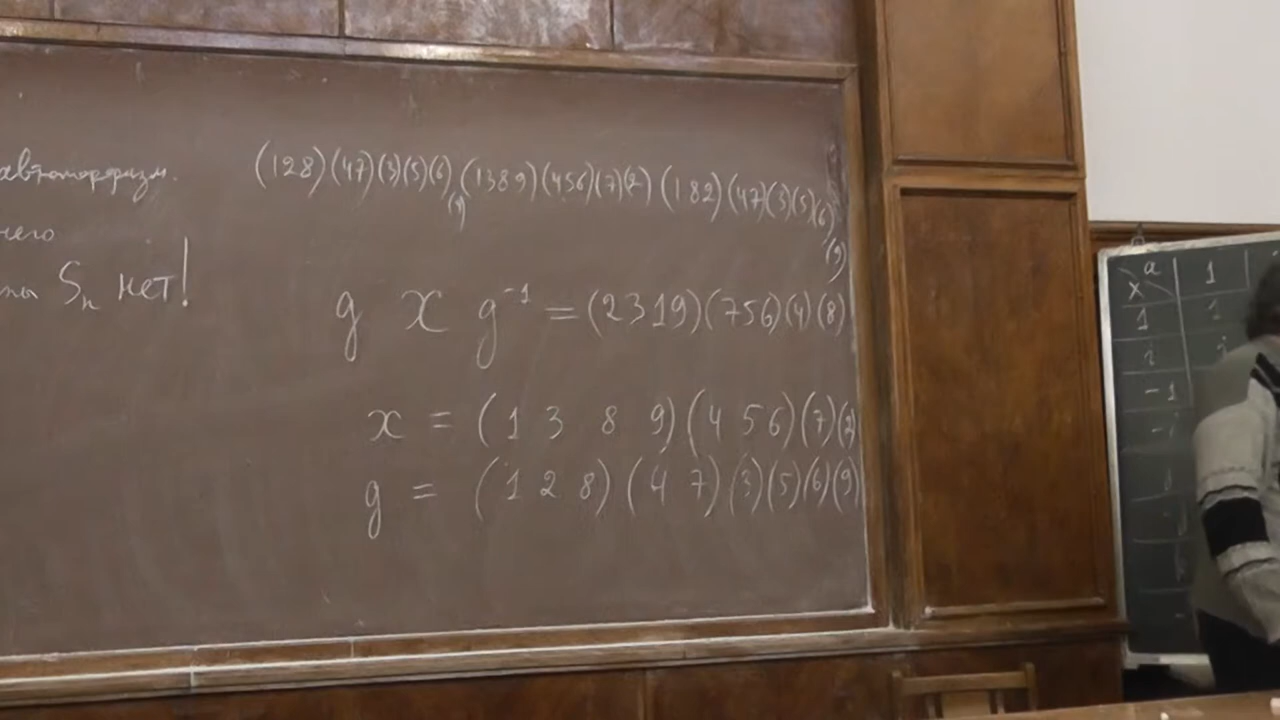 автоморфизм.
(128)(47)(3)(5)(6)(9)(1389)(456)(7)(2) (182)(47)(3)(5)(6)(9)
Sₙ нет!
g x g⁻¹ = (2319)(756)(4)(8)
x = (1 3 8 9)(4 5 6)(7)(2)
g = (1 2 8)(4 7)(3)(5)(6)(9)
a 1
x
1 1
i i
-1
-i